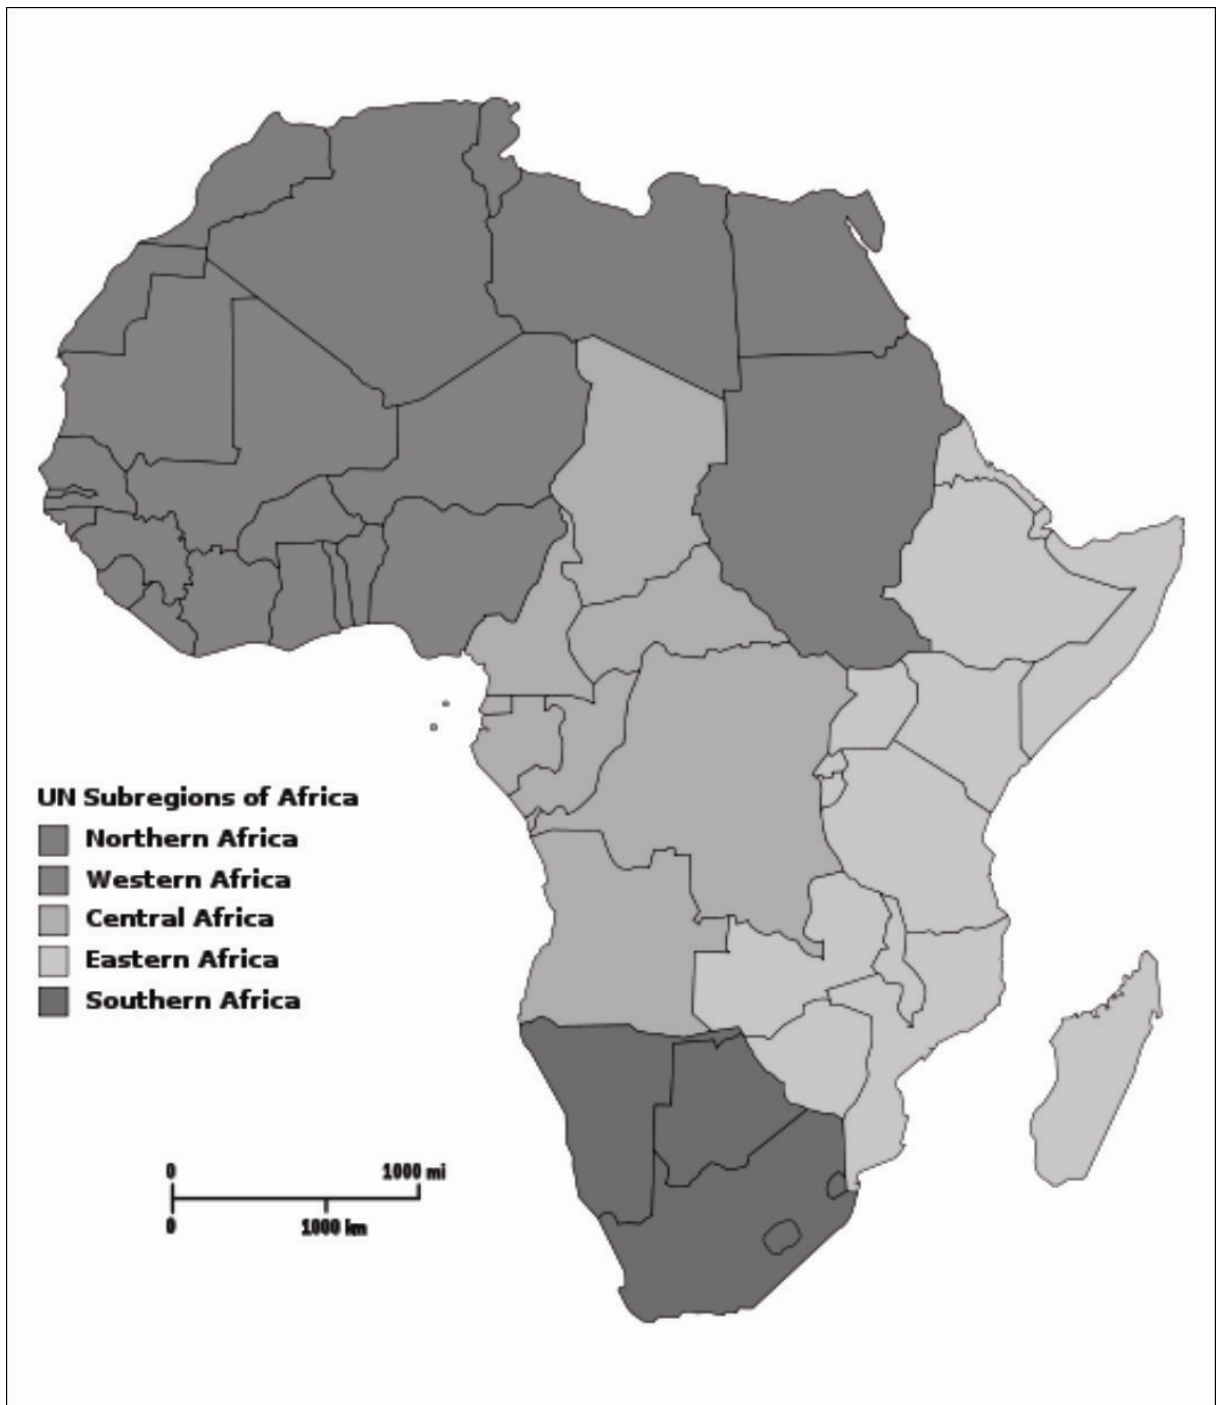 UN Subregions of Africa
Northern Africa
Western Africa
Central Africa
Eastern Africa
Southern Africa
0 1000 mi
0 1000 km